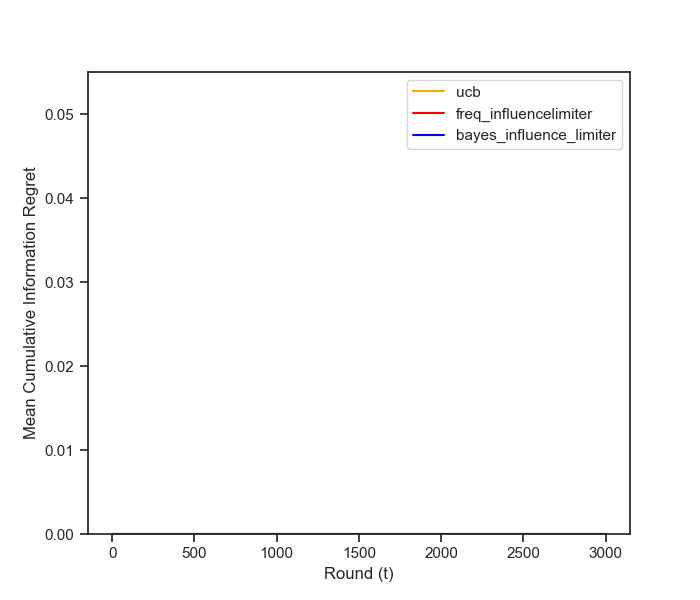 ucb
freq_influencelimiter
bayes_influence_limiter
0.05
0.04
0.03
0.02
0.01
0.00
Mean Cumulative Information Regret
0 500 1000 1500 2000 2500 3000
Round (t)